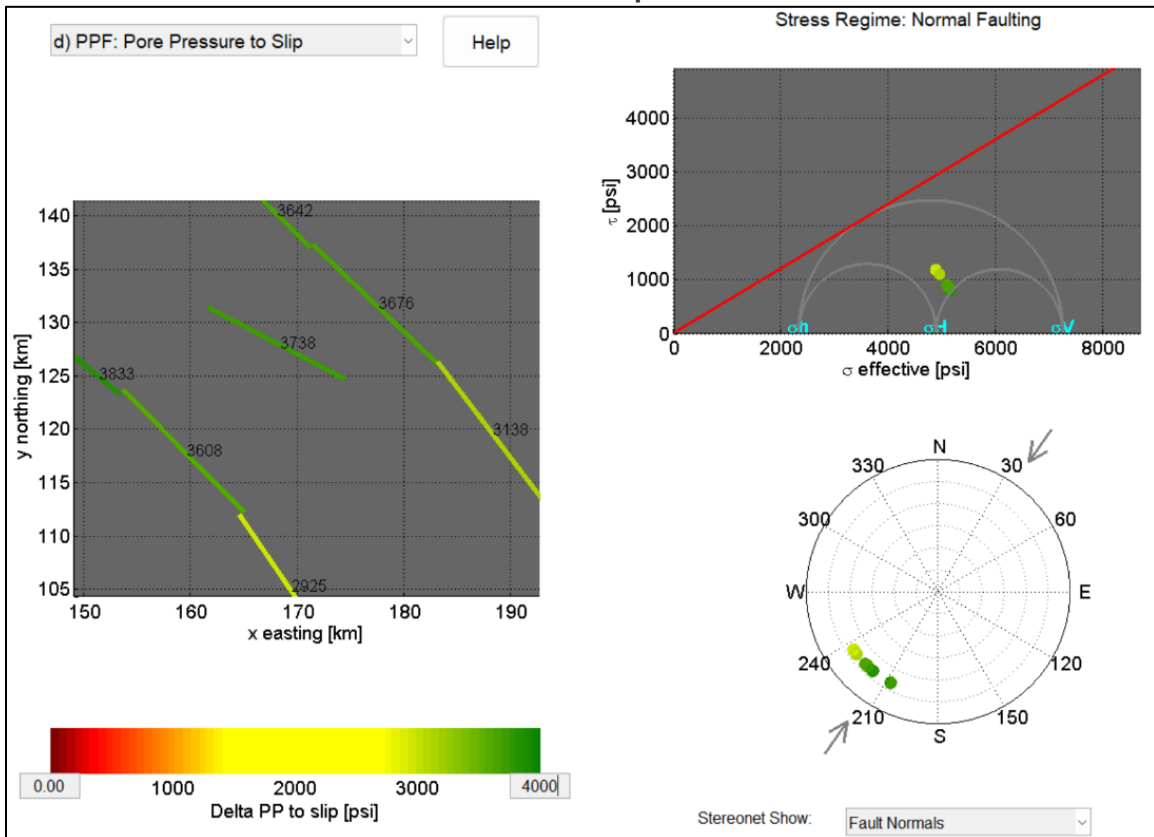 d) PPF: Pore Pressure to Slip
Help
140
135
130
125
120
115
110
105
y northing [km]
3642
3676
3738
3833
3608
3138
2925
150
160
170
180
190
x easting [km]
0.00
1000
2000
3000
4000
Delta PP to slip [psi]
Stress Regime: Normal Faulting
4000
3000
2000
1000
0
τ [psi]
σh
σH
σV
0
2000
4000
6000
8000
σ effective [psi]
N
30
60
E
120
150
S
210
240
W
300
330
Stereonet Show:
Fault Normals